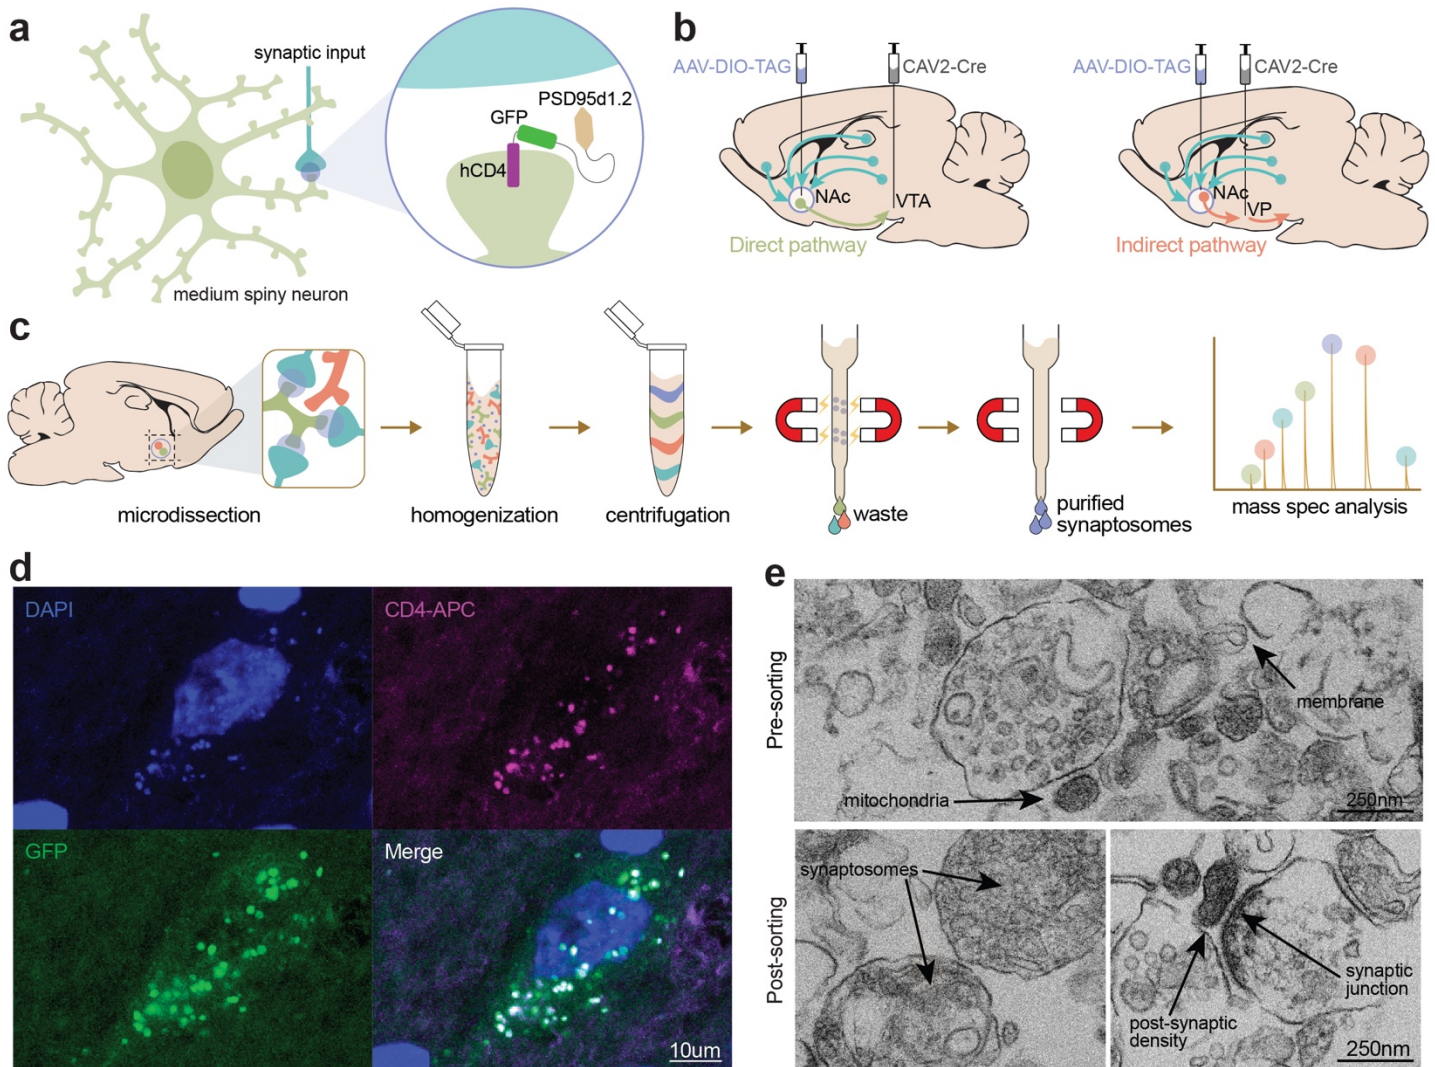 a
synaptic input
PSD95d1.2
GFP
hCD4
medium spiny neuron
b
AAV-DIO-TAG
CAV2-Cre
NAc
VTA
Direct pathway
AAV-DIO-TAG
CAV2-Cre
NAc
VP
Indirect pathway
c
microdissection
homogenization
centrifugation
waste
purified
synaptosomes
mass spec analysis
d
DAPI
CD4-APC
GFP
Merge
10um
e
Pre-sorting
membrane
mitochondria
250nm
Post-sorting
synaptosomes
synaptic
junction
post-synaptic
density
250nm